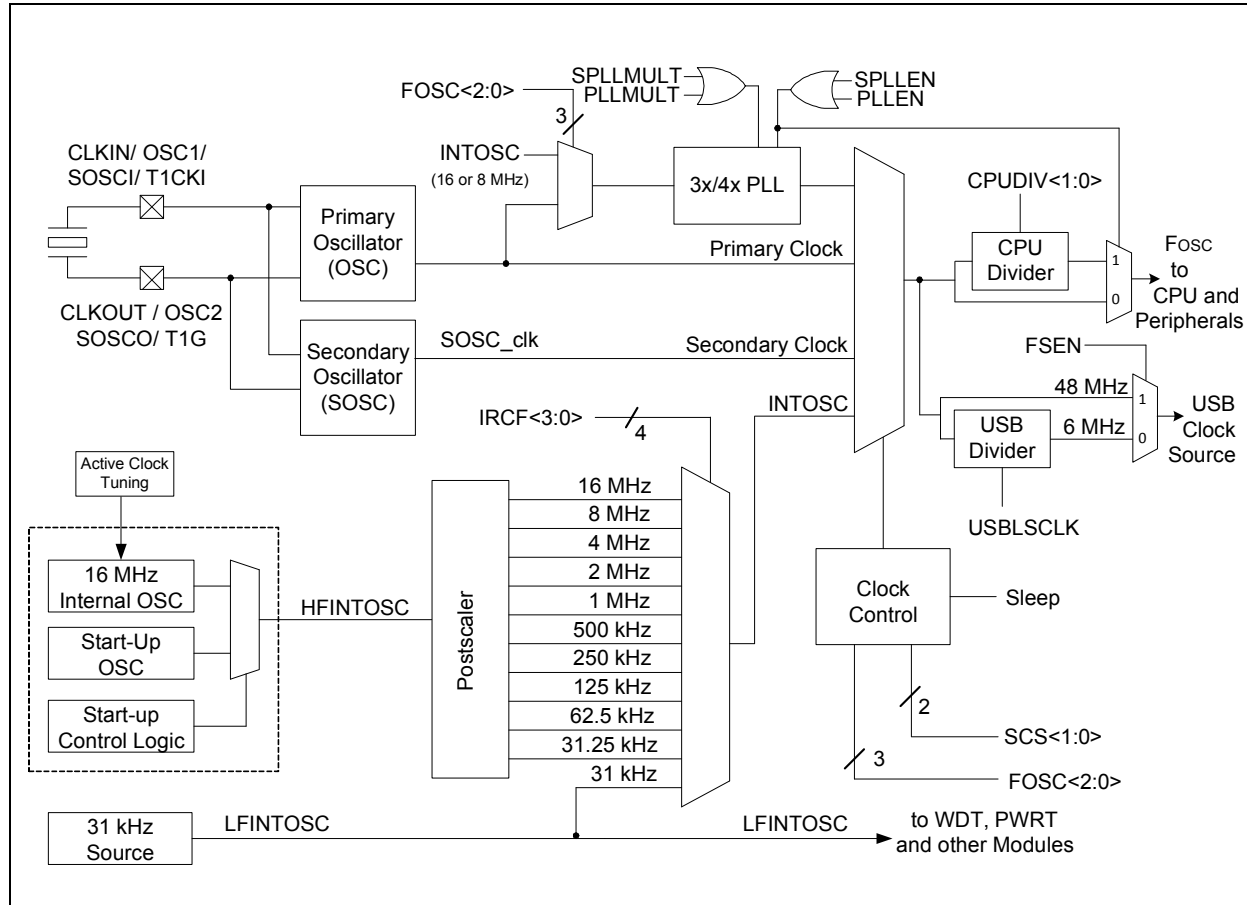 SPLLMULT
PLLMULT
SPLLEN
PLLEN
FOSC<2:0>
3
CLKIN/ OSC1/
SOSCI/ T1CKI
INTOSC
(16 or 8 MHz)
3x/4x PLL
CPUDIV<1:0>
Primary
Oscillator
(OSC)
Primary Clock
CPU
Divider
1
0
FOSC
to
CPU and
Peripherals
CLKOUT / OSC2
SOSCO/ T1G
Secondary
Oscillator
(SOSC)
SOSC_clk
Secondary Clock
FSEN
48 MHz
1
USB
Divider
6 MHz
0
USB
Clock
Source
USBLSCLK
IRCF<3:0>
4
INTOSC
Active Clock
Tuning
16 MHz
Internal OSC
Start-Up
OSC
Start-up
Control Logic
HFINTOSC
Postscaler
16 MHz
8 MHz
4 MHz
2 MHz
1 MHz
500 kHz
250 kHz
125 kHz
62.5 kHz
31.25 kHz
31 kHz
Clock
Control
Sleep
2
SCS<1:0>
3
FOSC<2:0>
31 kHz
Source
LFINTOSC
LFINTOSC
to WDT, PWRT
and other Modules